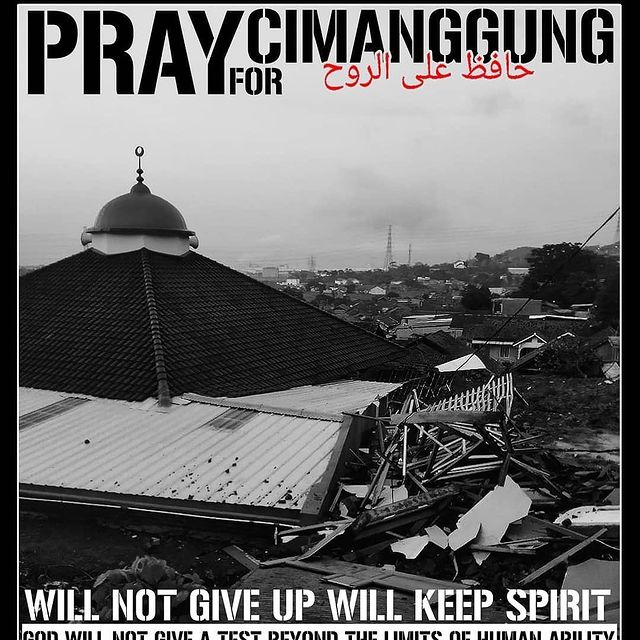 PRAY FOR CIMANGGUNG
حافظ على الروح
WILL NOT GIVE UP WILL KEEP SPIRIT
GOD WILL NOT GIVE A TEST BEYOND THE LIMITS OF HUMAN ABILITY